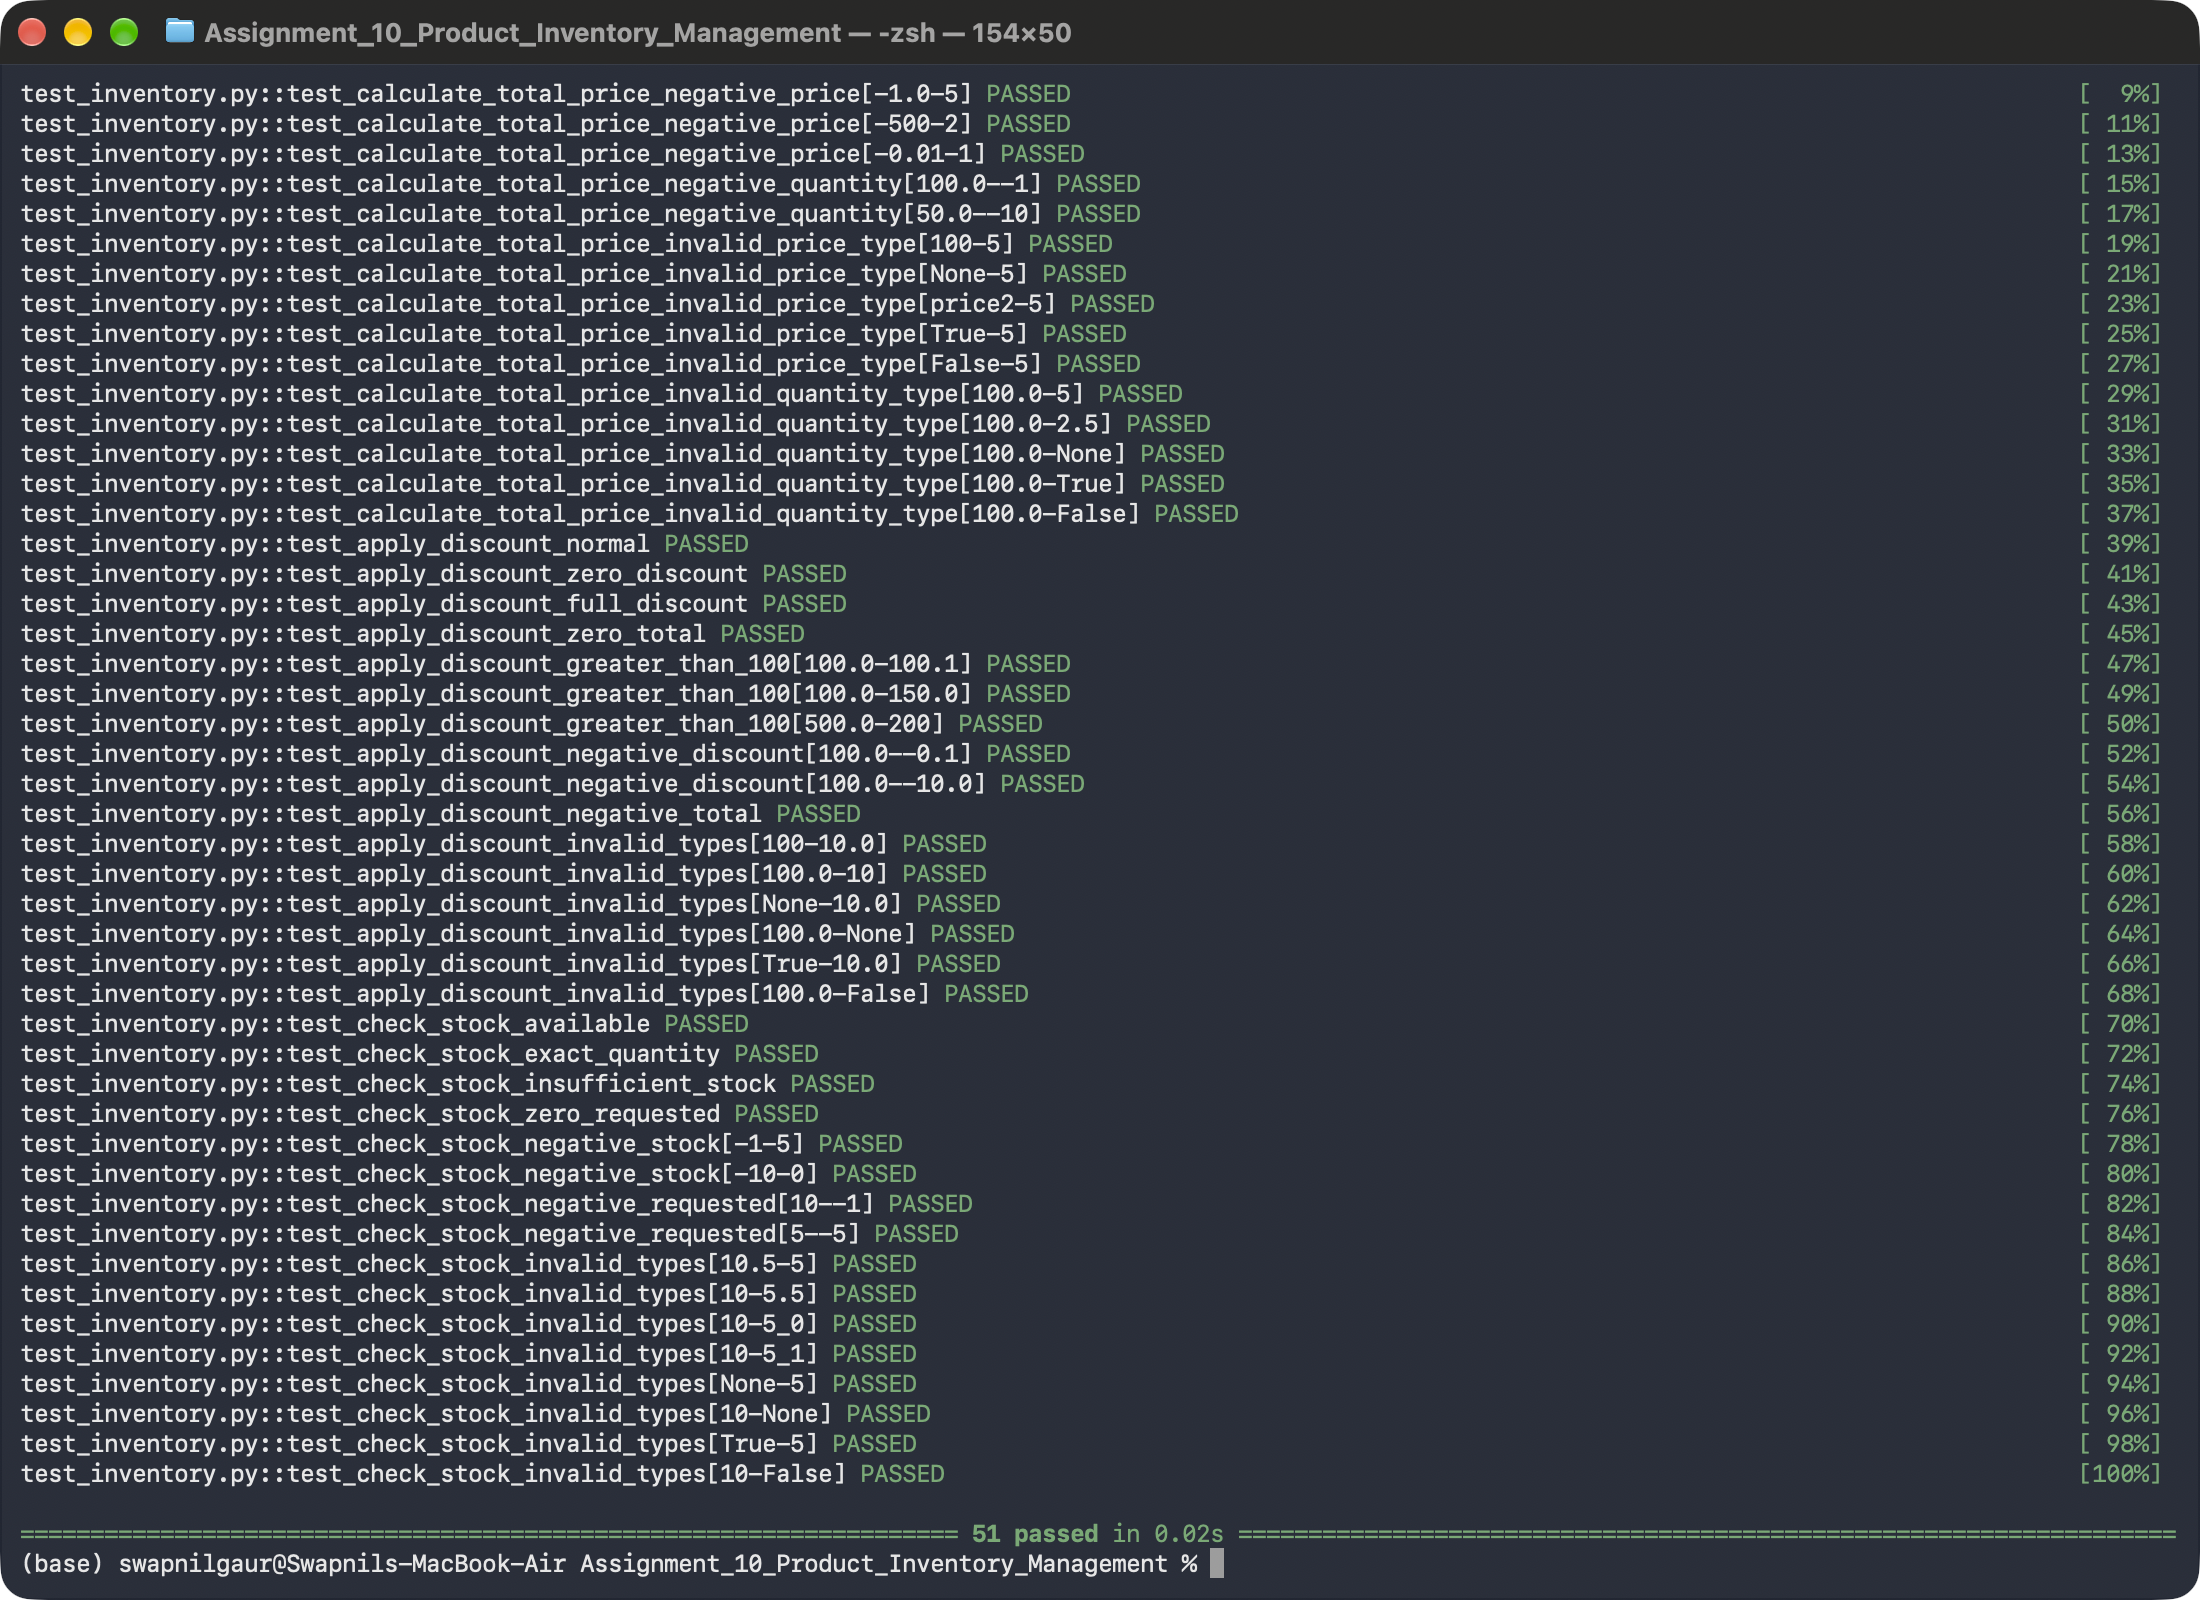 Assignment_10_Product_Inventory_Management — -zsh — 154×50
test_inventory.py::test_calculate_total_price_negative_price[-1.0-5] PASSED [  9%]
test_inventory.py::test_calculate_total_price_negative_price[-500-2] PASSED [ 11%]
test_inventory.py::test_calculate_total_price_negative_price[-0.01-1] PASSED [ 13%]
test_inventory.py::test_calculate_total_price_negative_quantity[100.0--1] PASSED [ 15%]
test_inventory.py::test_calculate_total_price_negative_quantity[50.0--10] PASSED [ 17%]
test_inventory.py::test_calculate_total_price_invalid_price_type[100-5] PASSED [ 19%]
test_inventory.py::test_calculate_total_price_invalid_price_type[None-5] PASSED [ 21%]
test_inventory.py::test_calculate_total_price_invalid_price_type[price2-5] PASSED [ 23%]
test_inventory.py::test_calculate_total_price_invalid_price_type[True-5] PASSED [ 25%]
test_inventory.py::test_calculate_total_price_invalid_price_type[False-5] PASSED [ 27%]
test_inventory.py::test_calculate_total_price_invalid_quantity_type[100.0-5] PASSED [ 29%]
test_inventory.py::test_calculate_total_price_invalid_quantity_type[100.0-2.5] PASSED [ 31%]
test_inventory.py::test_calculate_total_price_invalid_quantity_type[100.0-None] PASSED [ 33%]
test_inventory.py::test_calculate_total_price_invalid_quantity_type[100.0-True] PASSED [ 35%]
test_inventory.py::test_calculate_total_price_invalid_quantity_type[100.0-False] PASSED [ 37%]
test_inventory.py::test_apply_discount_normal PASSED [ 39%]
test_inventory.py::test_apply_discount_zero_discount PASSED [ 41%]
test_inventory.py::test_apply_discount_full_discount PASSED [ 43%]
test_inventory.py::test_apply_discount_zero_total PASSED [ 45%]
test_inventory.py::test_apply_discount_greater_than_100[100.0-100.1] PASSED [ 47%]
test_inventory.py::test_apply_discount_greater_than_100[100.0-150.0] PASSED [ 49%]
test_inventory.py::test_apply_discount_greater_than_100[500.0-200] PASSED [ 50%]
test_inventory.py::test_apply_discount_negative_discount[100.0--0.1] PASSED [ 52%]
test_inventory.py::test_apply_discount_negative_discount[100.0--10.0] PASSED [ 54%]
test_inventory.py::test_apply_discount_negative_total PASSED [ 56%]
test_inventory.py::test_apply_discount_invalid_types[100-10.0] PASSED [ 58%]
test_inventory.py::test_apply_discount_invalid_types[100.0-10] PASSED [ 60%]
test_inventory.py::test_apply_discount_invalid_types[None-10.0] PASSED [ 62%]
test_inventory.py::test_apply_discount_invalid_types[100.0-None] PASSED [ 64%]
test_inventory.py::test_apply_discount_invalid_types[True-10.0] PASSED [ 66%]
test_inventory.py::test_apply_discount_invalid_types[100.0-False] PASSED [ 68%]
test_inventory.py::test_check_stock_available PASSED [ 70%]
test_inventory.py::test_check_stock_exact_quantity PASSED [ 72%]
test_inventory.py::test_check_stock_insufficient_stock PASSED [ 74%]
test_inventory.py::test_check_stock_zero_requested PASSED [ 76%]
test_inventory.py::test_check_stock_negative_stock[-1-5] PASSED [ 78%]
test_inventory.py::test_check_stock_negative_stock[-10-0] PASSED [ 80%]
test_inventory.py::test_check_stock_negative_requested[10--1] PASSED [ 82%]
test_inventory.py::test_check_stock_negative_requested[5--5] PASSED [ 84%]
test_inventory.py::test_check_stock_invalid_types[10.5-5] PASSED [ 86%]
test_inventory.py::test_check_stock_invalid_types[10-5.5] PASSED [ 88%]
test_inventory.py::test_check_stock_invalid_types[10-5_0] PASSED [ 90%]
test_inventory.py::test_check_stock_invalid_types[10-5_1] PASSED [ 92%]
test_inventory.py::test_check_stock_invalid_types[None-5] PASSED [ 94%]
test_inventory.py::test_check_stock_invalid_types[10-None] PASSED [ 96%]
test_inventory.py::test_check_stock_invalid_types[True-5] PASSED [ 98%]
test_inventory.py::test_check_stock_invalid_types[10-False] PASSED [100%]
=================================================================== 51 passed in 0.02s ===================================================================
(base) swapnilgaur@Swapnils-MacBook-Air Assignment_10_Product_Inventory_Management %